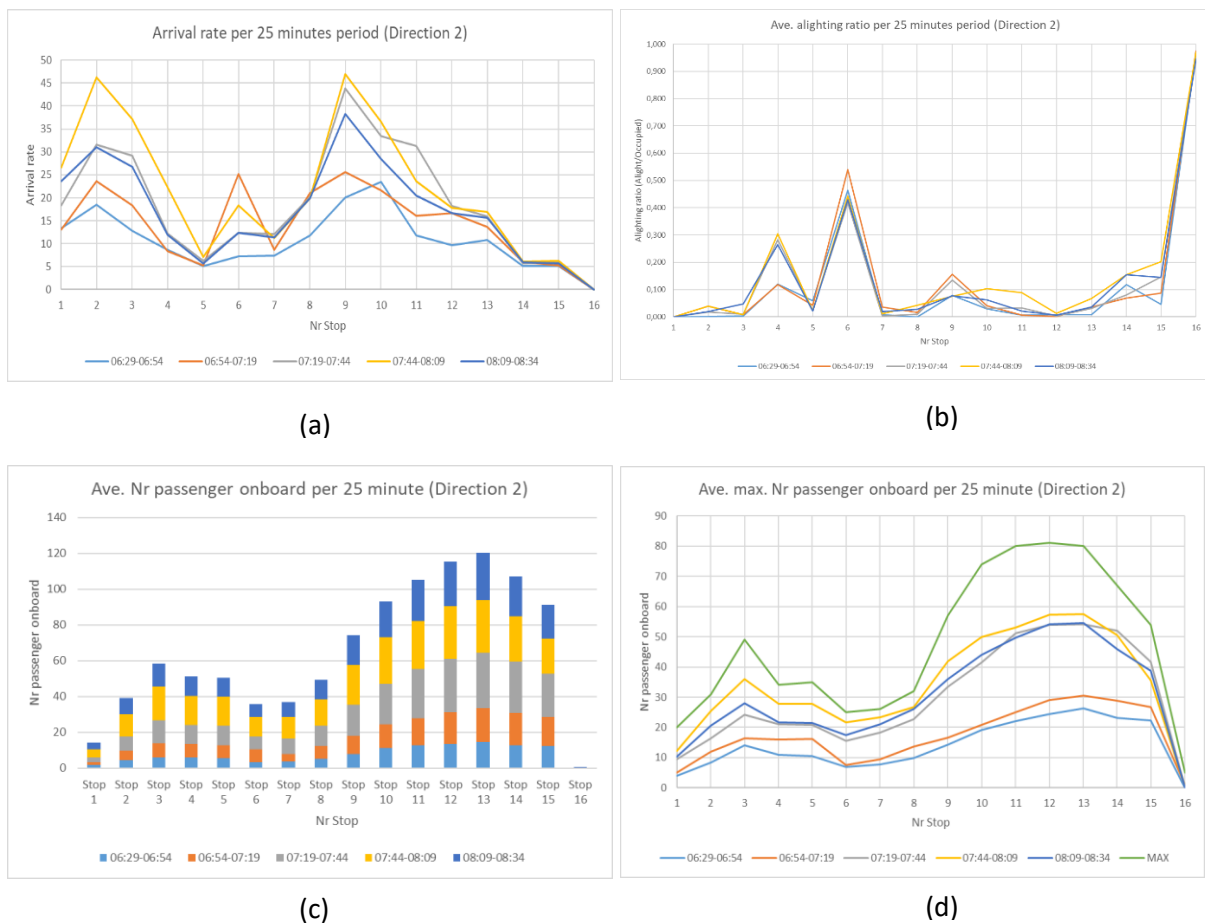 Arrival rate per 25 minutes period (Direction 2)
50
45
40
35
30
25
20
15
10
5
0
Arrival rate
1 2 3 4 5 6 7 8 9 10 11 12 13 14 15 16
Nr Stop
06:29-06:54 06:54-07:19 07:19-07:44 07:44-08:09 08:09-08:34
(a)
Ave. alighting ratio per 25 minutes period (Direction 2)
1,000
0,900
0,800
0,700
0,600
0,500
0,400
0,300
0,200
0,100
0,000
Alighting ratio (Alight/Occupied)
1 2 3 4 5 6 7 8 9 10 11 12 13 14 15 16
Nr Stop
06:29-06:54 06:54-07:19 07:19-07:44 07:44-08:09 08:09-08:34
(b)
Ave. Nr passenger onboard per 25 minute (Direction 2)
140
120
100
80
60
40
20
0
Nr passenger onboard
Stop Stop Stop Stop Stop Stop Stop Stop Stop Stop Stop Stop Stop Stop Stop Stop
1 2 3 4 5 6 7 8 9 10 11 12 13 14 15 16
Nr Stop
06:29-06:54 06:54-07:19 07:19-07:44 07:44-08:09 08:09-08:34
(c)
Ave. max. Nr passenger onboard per 25 minute (Direction 2)
90
80
70
60
50
40
30
20
10
0
Nr passenger onboard
1 2 3 4 5 6 7 8 9 10 11 12 13 14 15 16
Nr Stop
06:29-06:54 06:54-07:19 07:19-07:44 07:44-08:09 08:09-08:34 MAX
(d)